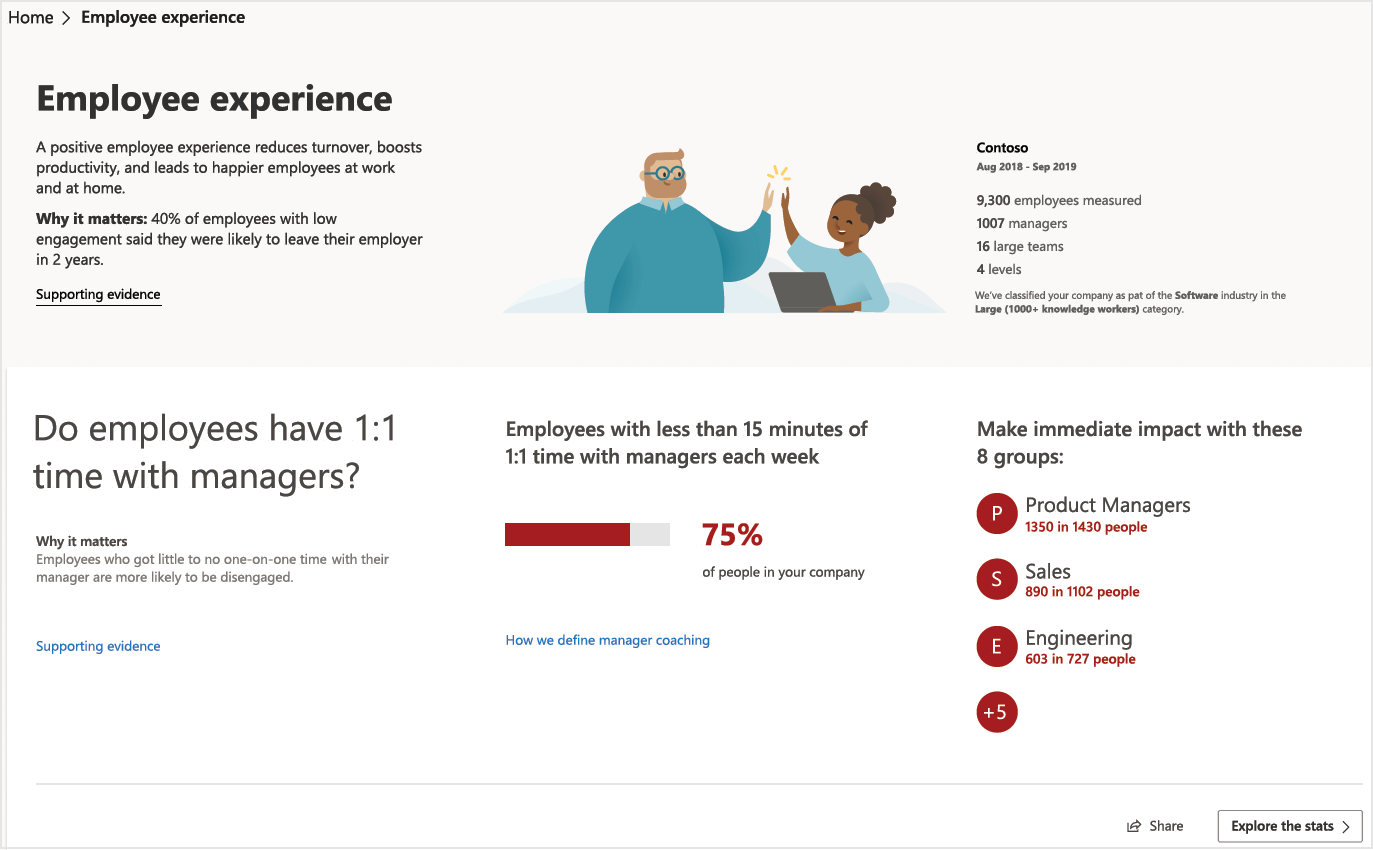 Home > Employee experience
Employee experience
A positive employee experience reduces turnover, boosts
productivity, and leads to happier employees at work
and at home.
Why it matters: 40% of employees with low
engagement said they were likely to leave their employer
in 2 years.
Supporting evidence
Contoso
Aug 2018 - Sep 2019
9,300 employees measured
1007 managers
16 large teams
4 levels
We've classified your company as pat of the Software industry in the
Large (1000+ knowledge workers) category.
Do employees have 1:1
time with managers?
Why it matters
Employees who got little to no one-on-one time with their
manager are more likely to be disengaged.
Supporting evidence
Employees with less than 15 minutes of
1:1 time with managers each week
75%
of people in your company
How we define manager coaching
Make immediate impact with these
8 groups:
P
Product Managers
1350 in 1430 people
S
Sales
890 in 1102 people
E
Engineering
603 in 727 people
+5
Share
Explore the stats >